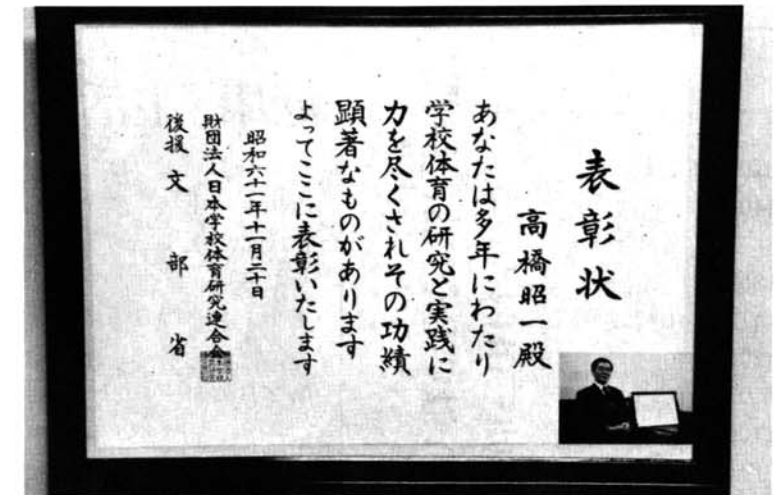 表彰状
高橋昭一殿
あなたは多年にわたり
学校体育の研究と実践に
力を尽くされその功績
顕著なものがあります
よってここに表彰いたします
昭和六十一年十一月二十日
財団法人日本学校体育研究連合会
後援文部省